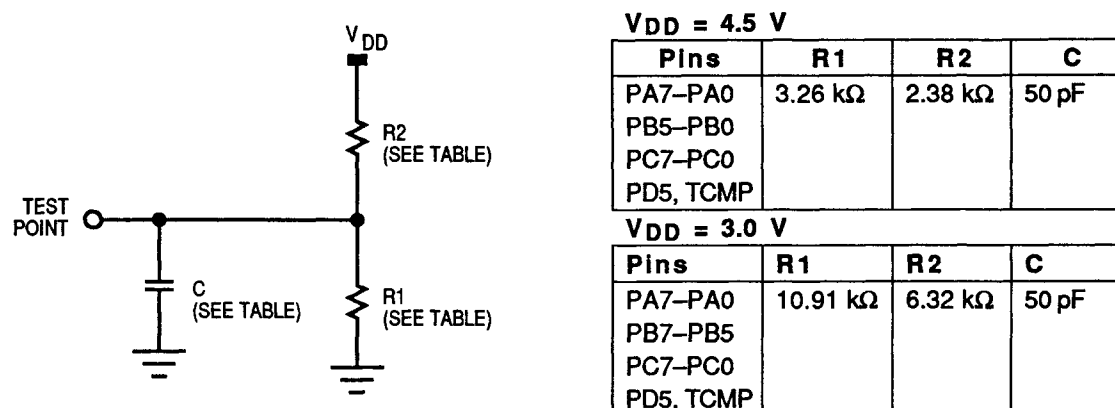 V DD
R2
(SEE TABLE)
TEST
POINT
C
(SEE TABLE)
R1
(SEE TABLE)
VDD = 4.5 V
Pins R1 R2 C
PA7–PA0 3.26 kΩ 2.38 kΩ 50 pF
PB5–PB0
PC7–PC0
PD5, TCMP
VDD = 3.0 V
Pins R1 R2 C
PA7–PA0 10.91 kΩ 6.32 kΩ 50 pF
PB7–PB5
PC7–PC0
PD5, TCMP